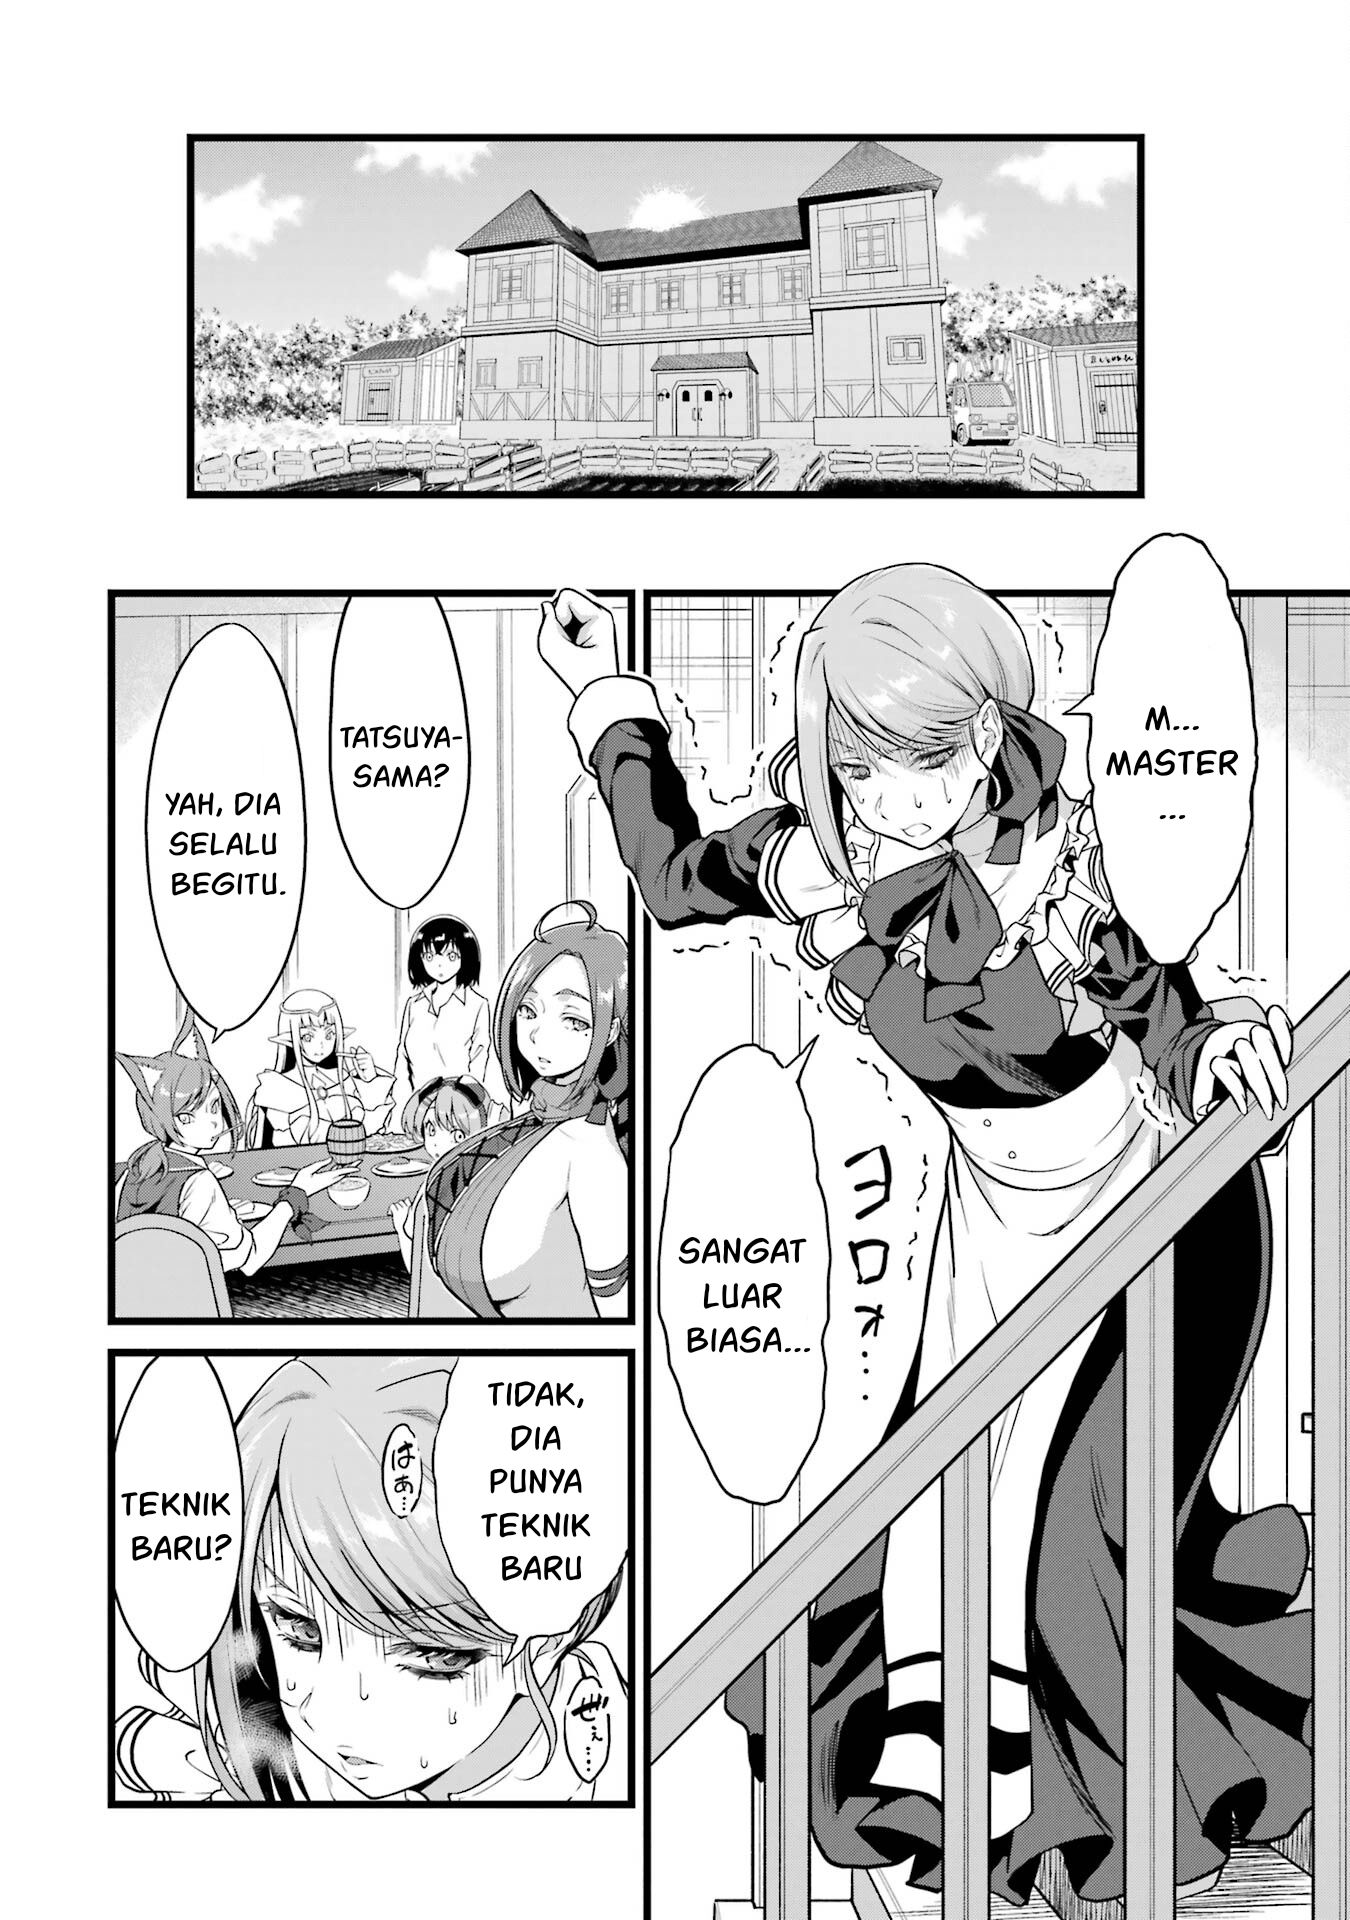 M...
MASTER
...
SANGAT
LUAR
BIASA...
ヨロォ...
TATSUYA-
SAMA?
YAH, DIA
SELALU
BEGITU.
TIDAK,
DIA
PUNYA
TEKNIK
BARU
はぁ...
ぜぇ...
TEKNIK
BARU?